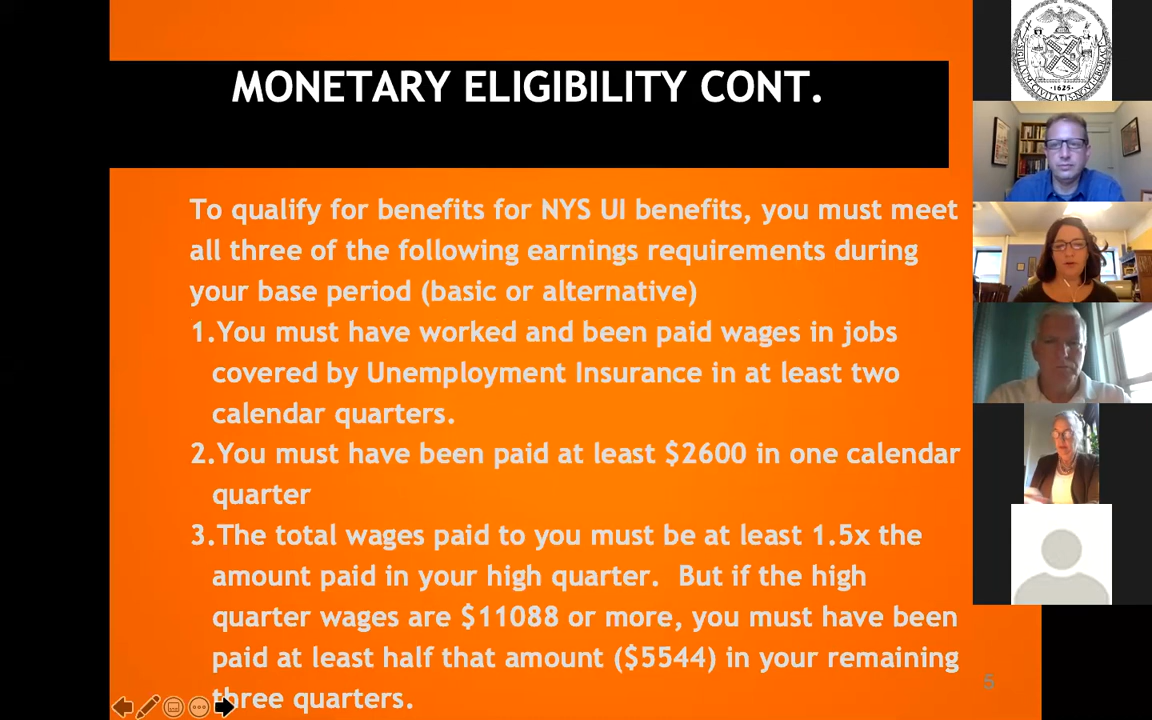 MONETARY ELIGIBILITY CONT.
To qualify for benefits for NYS UI benefits, you must meet
all three of the following earnings requirements during
your base period (basic or alternative)
1.You must have worked and been paid wages in jobs
covered by Unemployment Insurance in at least two
calendar quarters.
2.You must have been paid at least $2600 in one calendar
quarter
3.The total wages paid to you must be at least 1.5x the
amount paid in your high quarter. But if the high
quarter wages are $11088 or more, you must have been
paid at least half that amount ($5544) in your remaining
three quarters.
5
1625